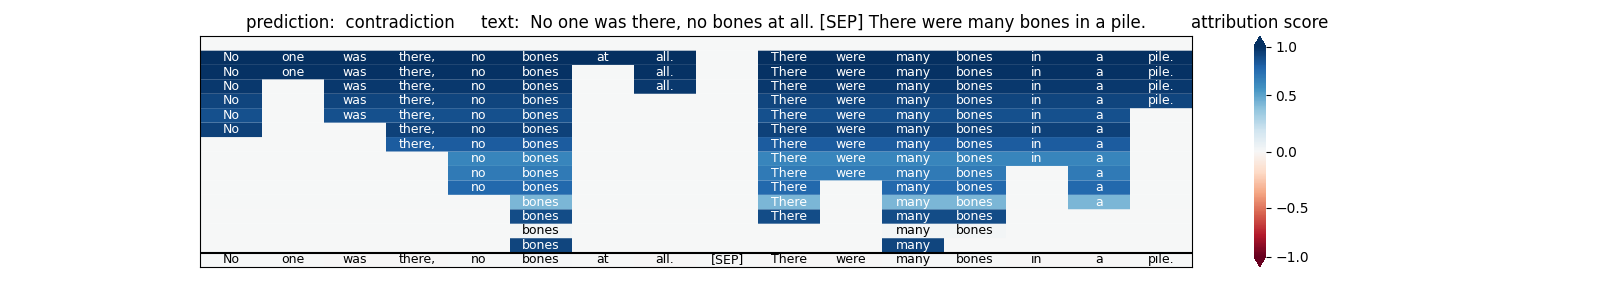 prediction:  contradiction     text:  No one was there, no bones at all. [SEP] There were many bones in a pile.     attribution score
No one was there, no bones at all. There were many bones in a pile.
No one was there, no bones all. There were many bones in a pile.
No was there, no bones all. There were many bones in a pile.
No was there, no bones There were many bones in a pile.
No was there, no bones There were many bones in a
No there, no bones There were many bones in a
there, no bones There were many bones in a
no bones There were many bones in a
no bones There were many bones a
no bones There many bones a
bones There many bones a
bones There many bones
bones many bones
bones many
No one was there, no bones at all. [SEP] There were many bones in a pile.
1.0
0.5
0.0
−0.5
−1.0